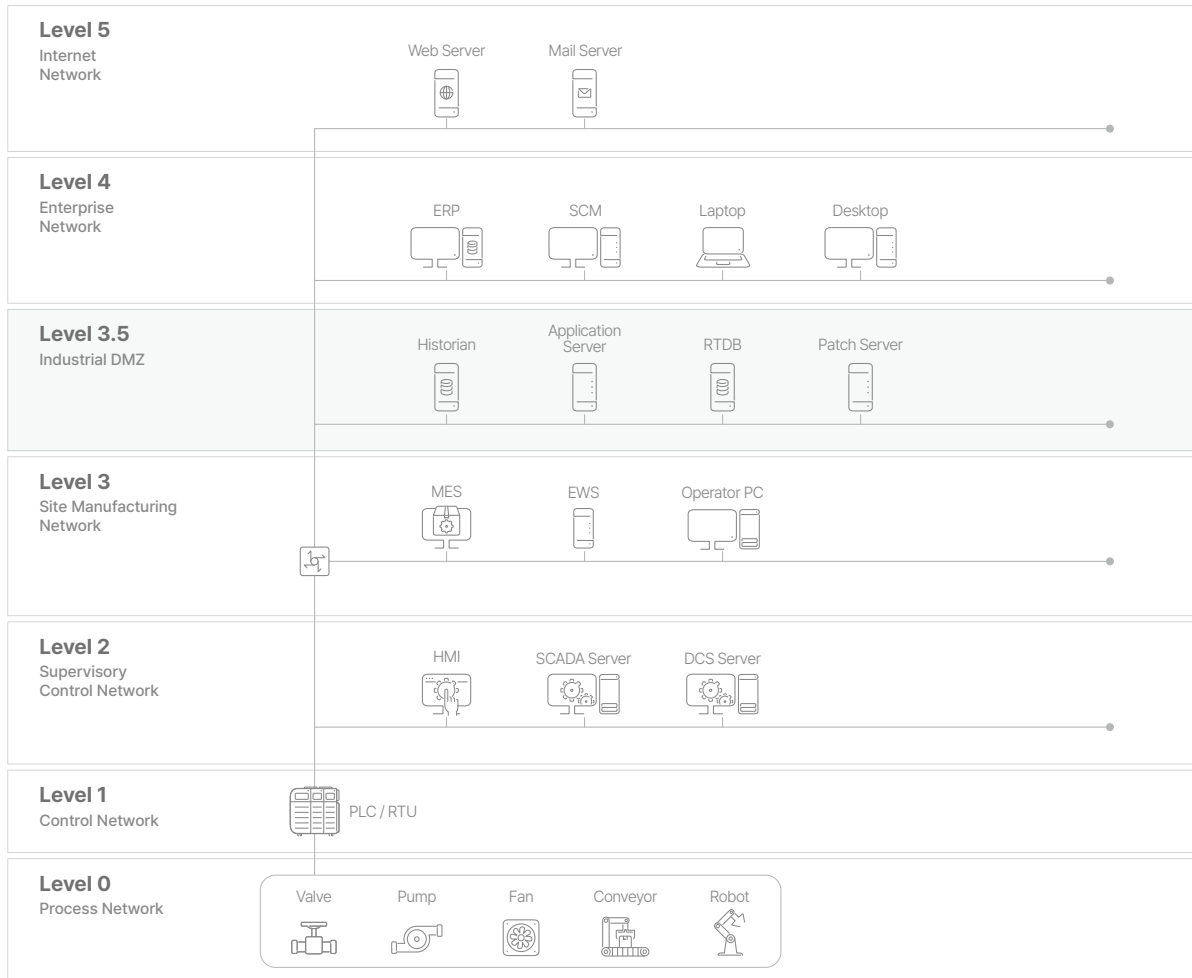 Level 5
Internet
Network
Web Server
Mail Server
Level 4
Enterprise
Network
ERP
SCM
Laptop
Desktop
Level 3.5
Industrial DMZ
Historian
Application
Server
RTDB
Patch Server
Level 3
Site Manufacturing
Network
MES
EWS
Operator PC
Level 2
Supervisory
Control Network
HMI
SCADA Server
DCS Server
Level 1
Control Network
PLC / RTU
Level 0
Process Network
Valve
Pump
Fan
Conveyor
Robot